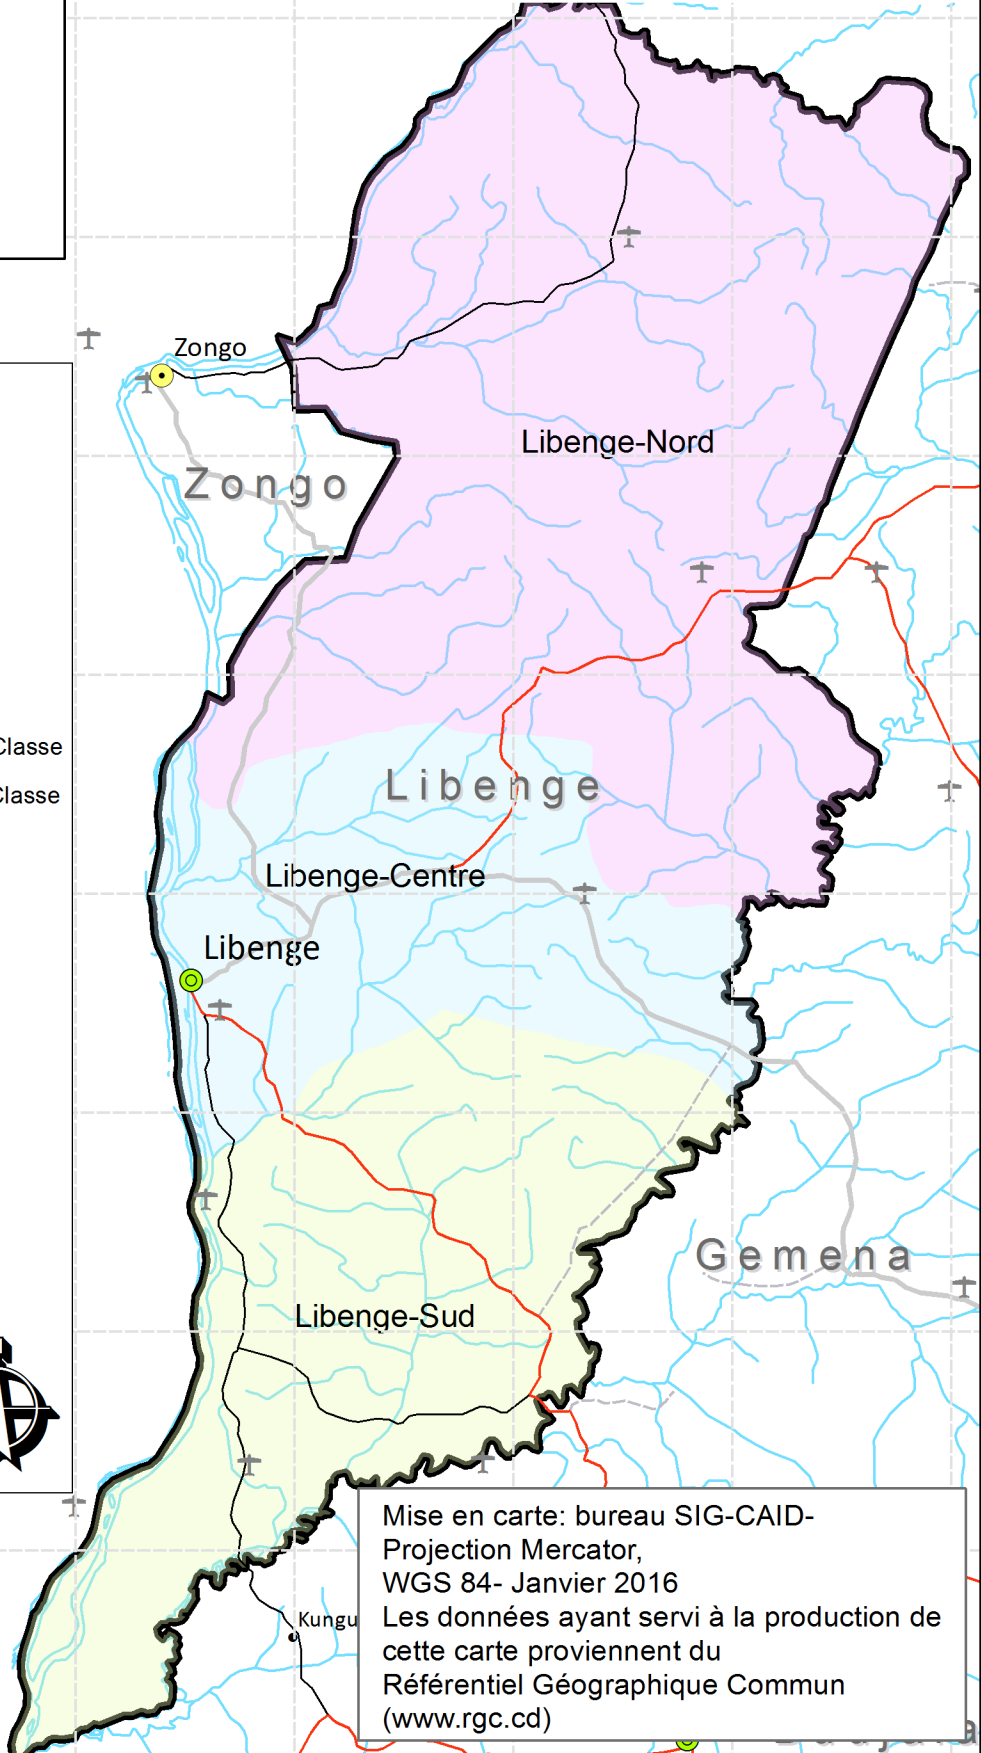 Zongo
Libenge-Nord
Zongo
Classe
Libenge
Classe
Libenge-Centre
Libenge
Gemena
Libenge-Sud
Mise en carte: bureau SIG-CAID-
Projection Mercator,
WGS 84- Janvier 2016
Les données ayant servi à la production de
cette carte proviennent du
Référentiel Géographique Commun
(www.rgc.cd)
Kungu